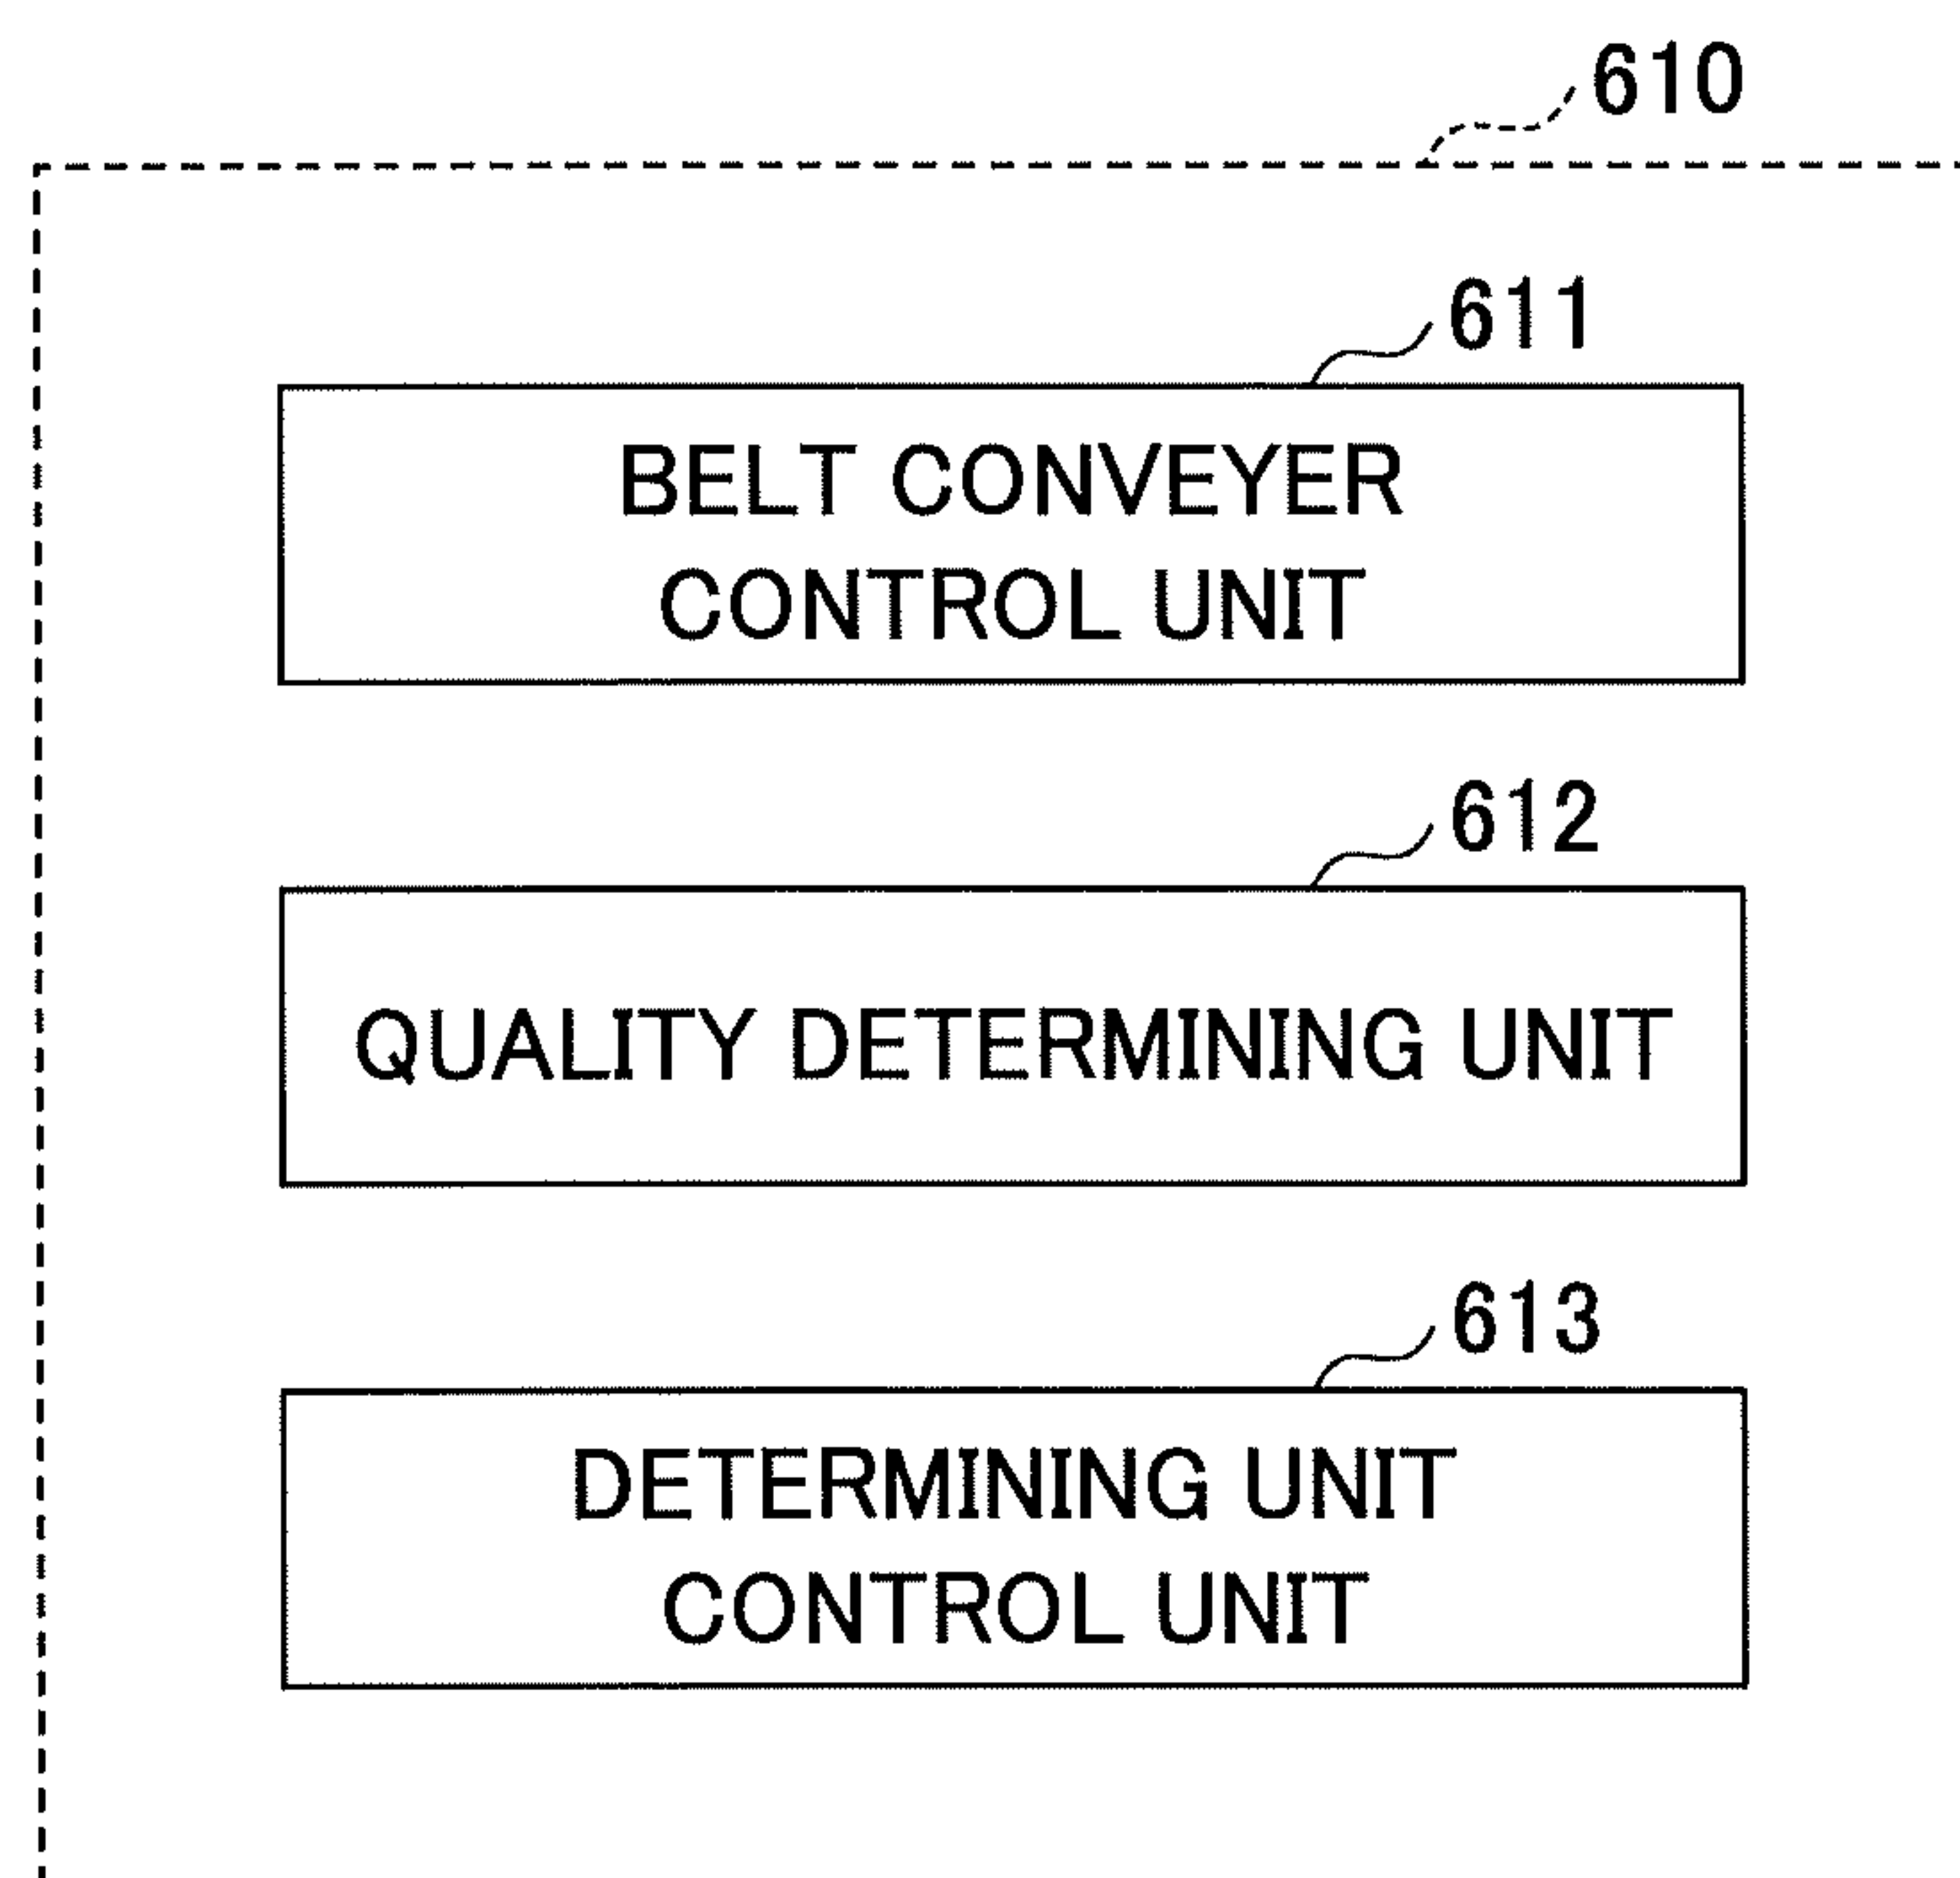 610
611
BELT CONVEYER
CONTROL UNIT
612
QUALITY DETERMINING UNIT
613
DETERMINING UNIT
CONTROL UNIT